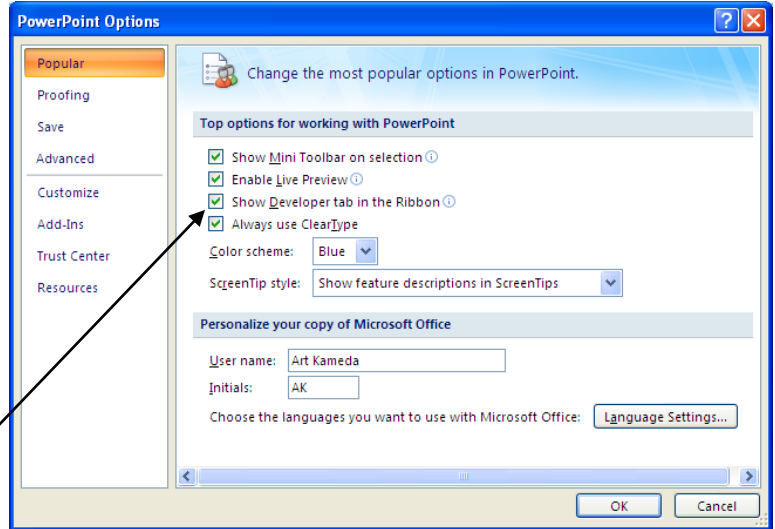 PowerPoint Options
Popular
Proofing
Save
Advanced
Customize
Add-Ins
Trust Center
Resources
Change the most popular options in PowerPoint.
Top options for working with PowerPoint
Show Mini Toolbar on selection
Enable Live Preview
Show Developer tab in the Ribbon
Always use ClearType
Color scheme: Blue
ScreenTip style: Show feature descriptions in ScreenTips
Personalize your copy of Microsoft Office
User name: Art Kameda
Initials: AK
Choose the languages you want to use with Microsoft Office: Language Settings...
OK Cancel